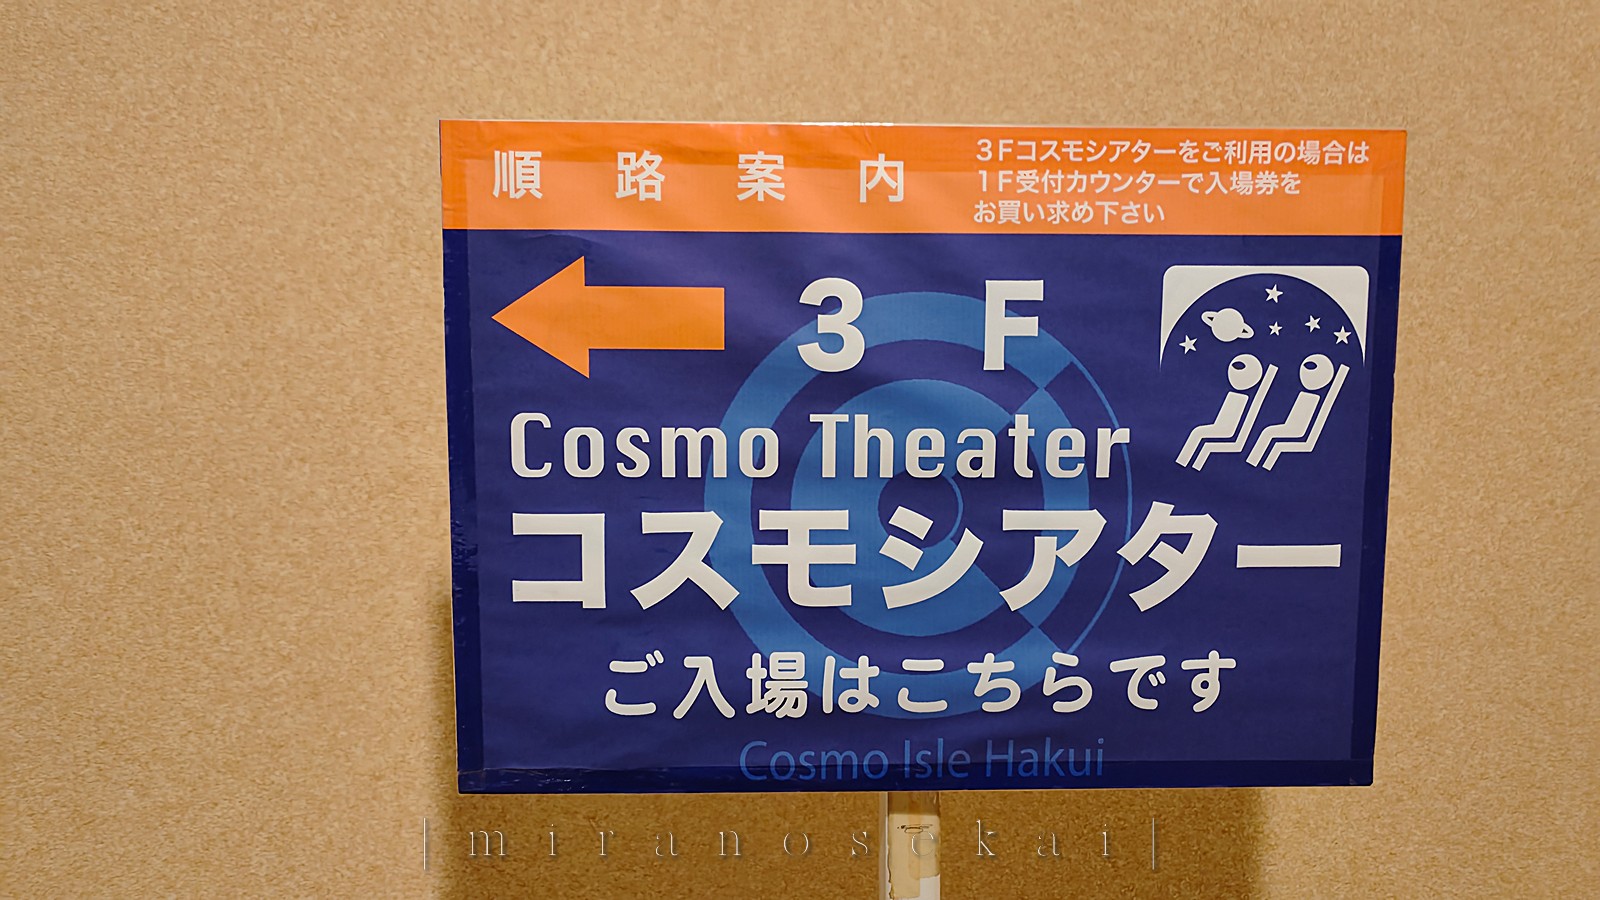 順路案内
3Fコスモシアターをご利用の場合は
1F受付カウンターで入場券を
お買い求め下さい
3F
Cosmo Theater
コスモシアター
ご入場はこちらです
Cosmo Isle Hakui
|miranosekai|